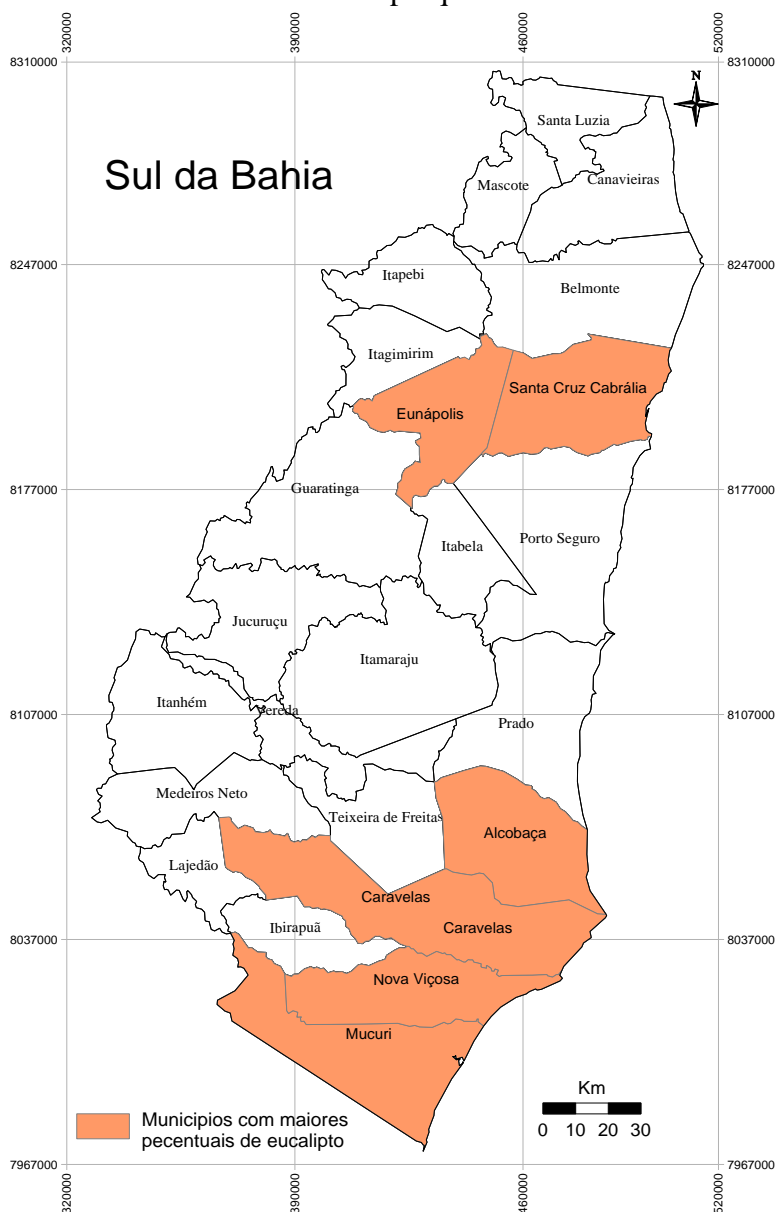 320000
390000
460000
520000
8310000
8310000
N
Santa Luzia
Sul da Bahia
Mascote
Canavieiras
8247000
8247000
Itapebi
Belmonte
Itagimirim
Santa Cruz Cabrália
Eunápolis
8177000
8177000
Guaratinga
Porto Seguro
Itabela
Jucuruçu
Itamaraju
Itanhém
Vereda
8107000
8107000
Prado
Medeiros Neto
Teixeira de Freitas
Alcobaça
Lajedão
Caravelas
Ibirapuã
Caravelas
8037000
8037000
Nova Viçosa
Mucuri
Km
0 10 20 30
Municipios com maiores
pecentuais de eucalipto
7967000
7967000
320000
390000
460000
520000